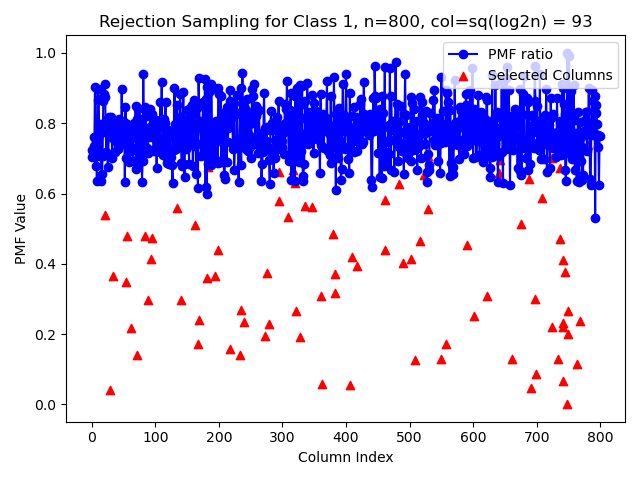 Rejection Sampling for Class 1, n=800, col=sq(log2n) = 93
PMF ratio
Selected Columns
PMF Value
1.0
0.8
0.6
0.4
0.2
0.0
0 100 200 300 400 500 600 700 800
Column Index